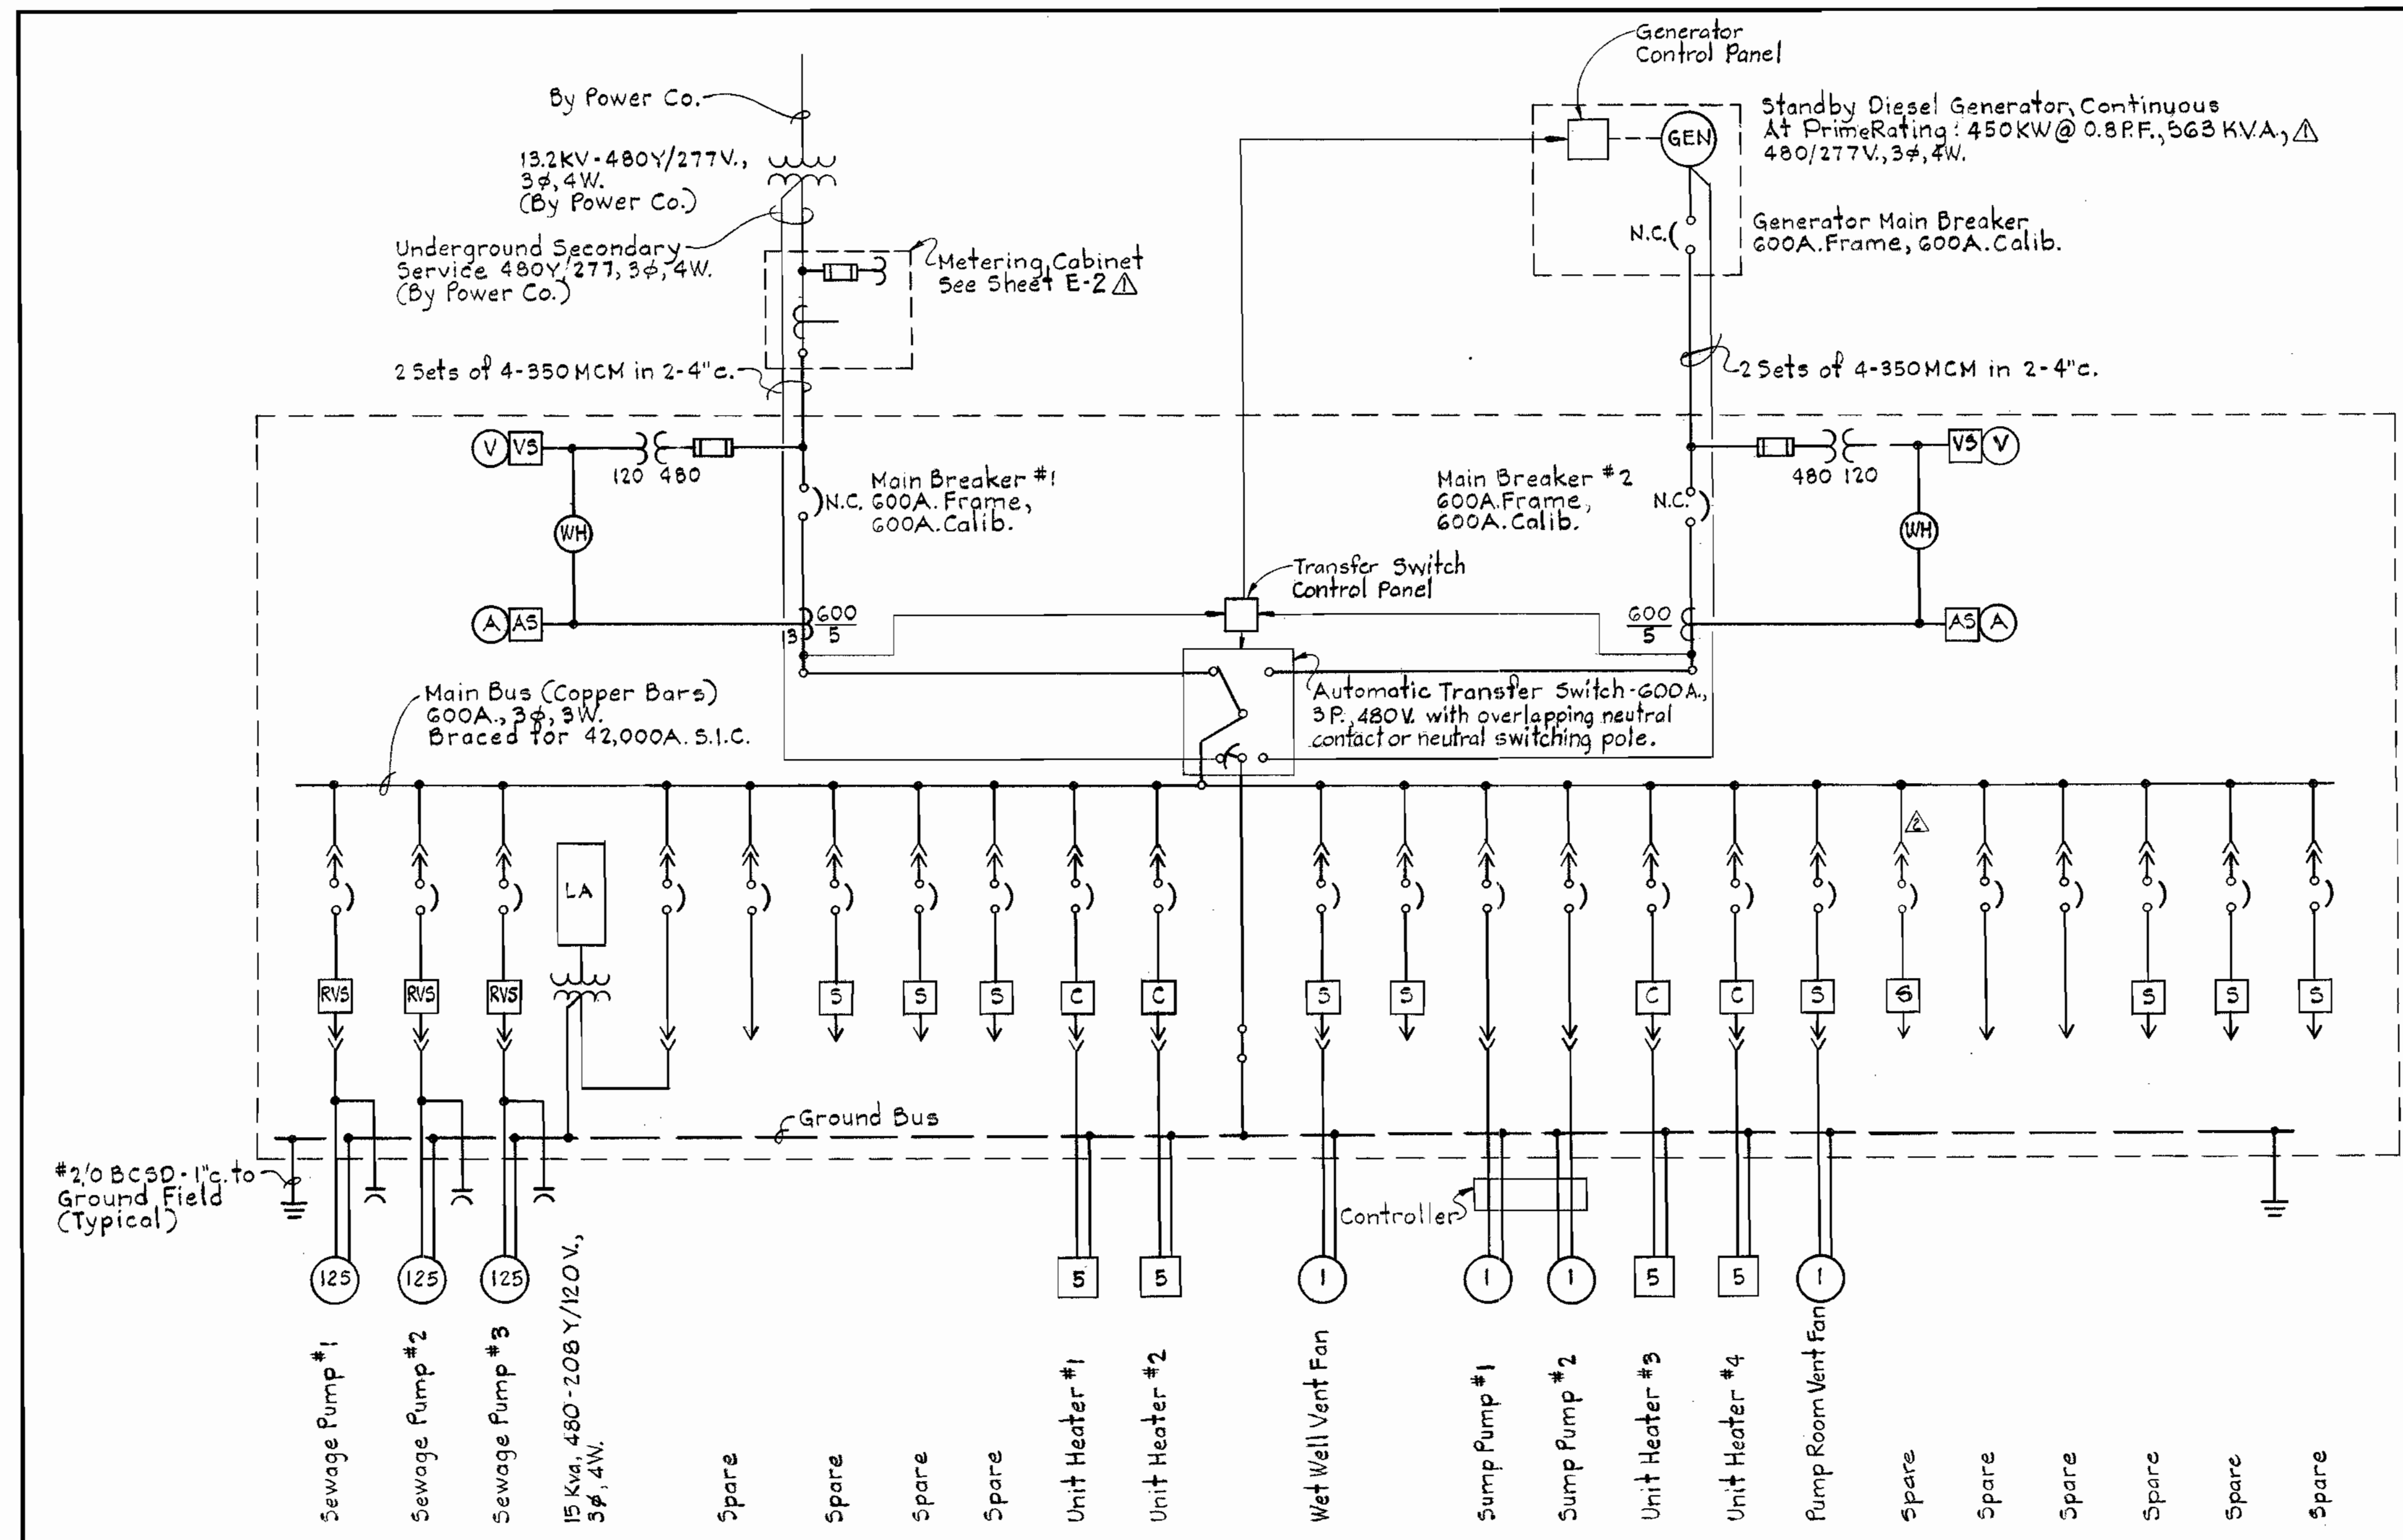 Generator
Control Panel
By Power Co.
GEN
Standby Diesel Generator, Continuous
At Prime Rating: 450KW @ 0.8 P.F., 563 K.V.A., 1
480/277V., 3ϕ, 4W.
13.2KV-480Y/277V.,
3ϕ, 4W.
(By Power Co.)
N.C.
Generator Main Breaker
600A. Frame, 600A. Calib.
Underground Secondary
Service 480Y/277, 3ϕ, 4W.
(By Power Co.)
Metering Cabinet
See Sheet E-2 1
2 Sets of 4-350 MCM in 2-4"c.
2 Sets of 4-350MCM in 2-4"c.
V VS
120 480
480 120
VS V
Main Breaker #1
N.C. 600A. Frame,
600A. Calib.
Main Breaker #2
600A. Frame,
600A. Calib.
N.C.
WH
WH
Transfer Switch
Control Panel
A AS
600
5
3
600
5
AS A
Main Bus (Copper Bars)
600A., 3ϕ, 3W.
Braced for 42,000A. S.I.C.
Automatic Transfer Switch-600A.,
3P., 480V. with overlapping neutral
contact or neutral switching pole.
2
LA
RVS RVS RVS S S S C C S S C C S S S S S
Ground Bus
#2/0 BCSD-1"c. to
Ground Field
(Typical)
Controller
125 125 125 5 5 1 1 1 5 5 1
Sewage Pump #1
Sewage Pump #2
Sewage Pump #3
15 Kva, 480-208Y/120V.,
3ϕ, 4W.
Spare
Spare
Spare
Spare
Unit Heater #1
Unit Heater #2
Wet Well Vent Fan
Sump Pump #1
Sump Pump #2
Unit Heater #3
Unit Heater #4
Pump Room Vent Fan
Spare
Spare
Spare
Spare
Spare
Spare